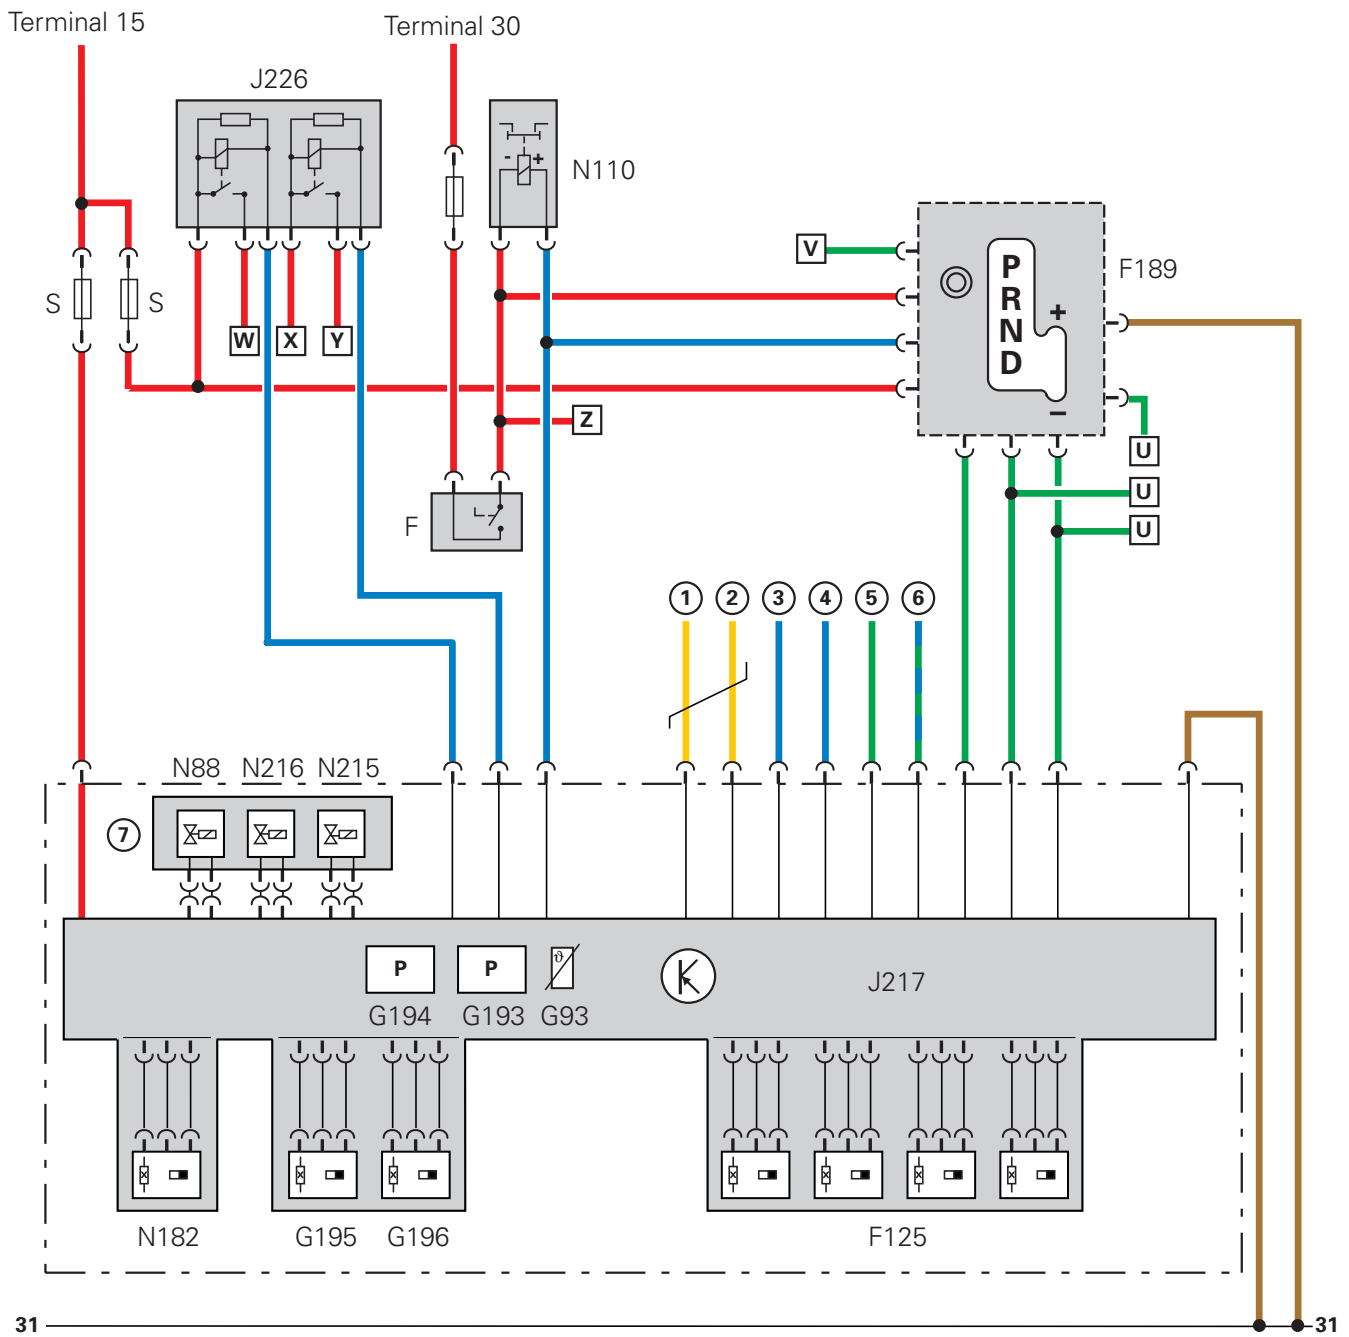 Terminal 15
Terminal 30
J226
N110
- +
V
P
R
N
D
+
−
F189
S
S
W
X
Y
Z
U
U
U
F
1
2
3
4
5
6
N88
N216
N215
7
P
P
ϑ
G194
G193
G93
J217
N182
G195
G196
F125
31
31